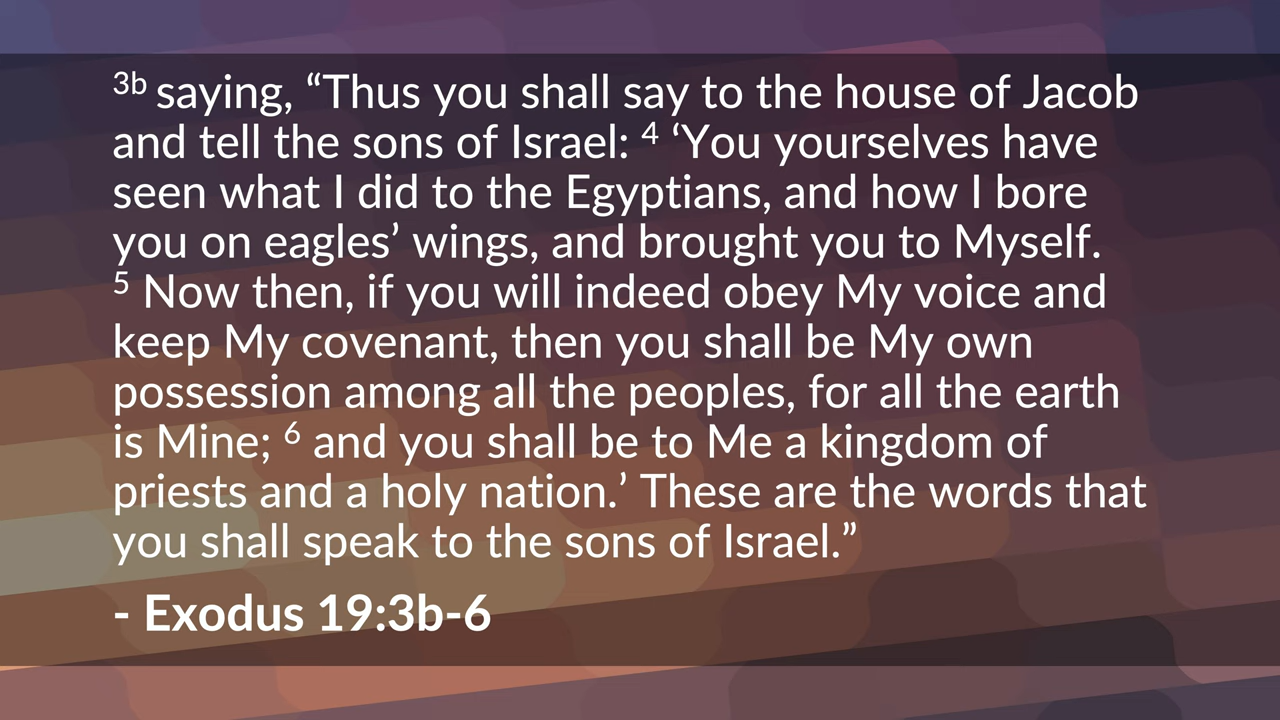 3b saying, “Thus you shall say to the house of Jacob
and tell the sons of Israel: 4 ‘You yourselves have
seen what I did to the Egyptians, and how I bore
you on eagles’ wings, and brought you to Myself.
5 Now then, if you will indeed obey My voice and
keep My covenant, then you shall be My own
possession among all the peoples, for all the earth
is Mine; 6 and you shall be to Me a kingdom of
priests and a holy nation.’ These are the words that
you shall speak to the sons of Israel.”
- Exodus 19:3b-6